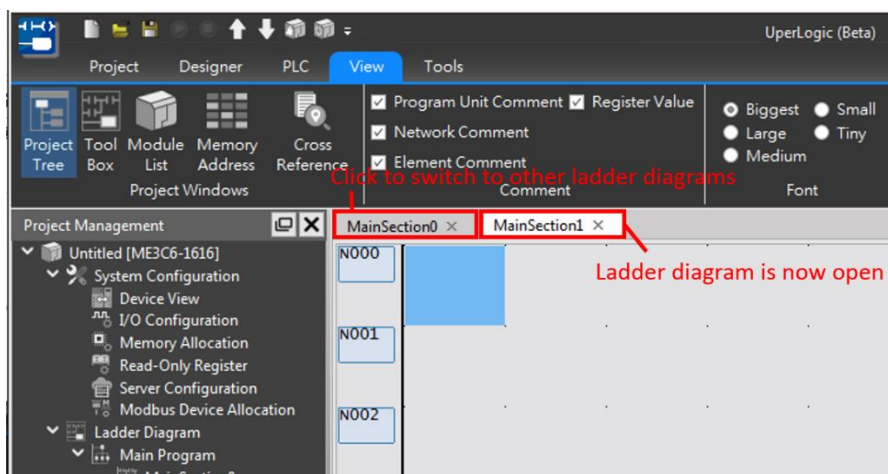 UperLogic (Beta)
Project Designer PLC View Tools
Project Tree
Tool Box
Module List
Memory Address
Cross Reference
Project Windows
Program Unit Comment Register Value
Network Comment
Element Comment
Comment
Biggest Small
Large Tiny
Medium
Font
Click to switch to other ladder diagrams
Project Management
MainSection0 MainSection1
Ladder diagram is now open
Untitled [ME3C6-1616]
System Configuration
Device View
I/O Configuration
Memory Allocation
Read-Only Register
Server Configuration
Modbus Device Allocation
Ladder Diagram
Main Program
N000
N001
N002